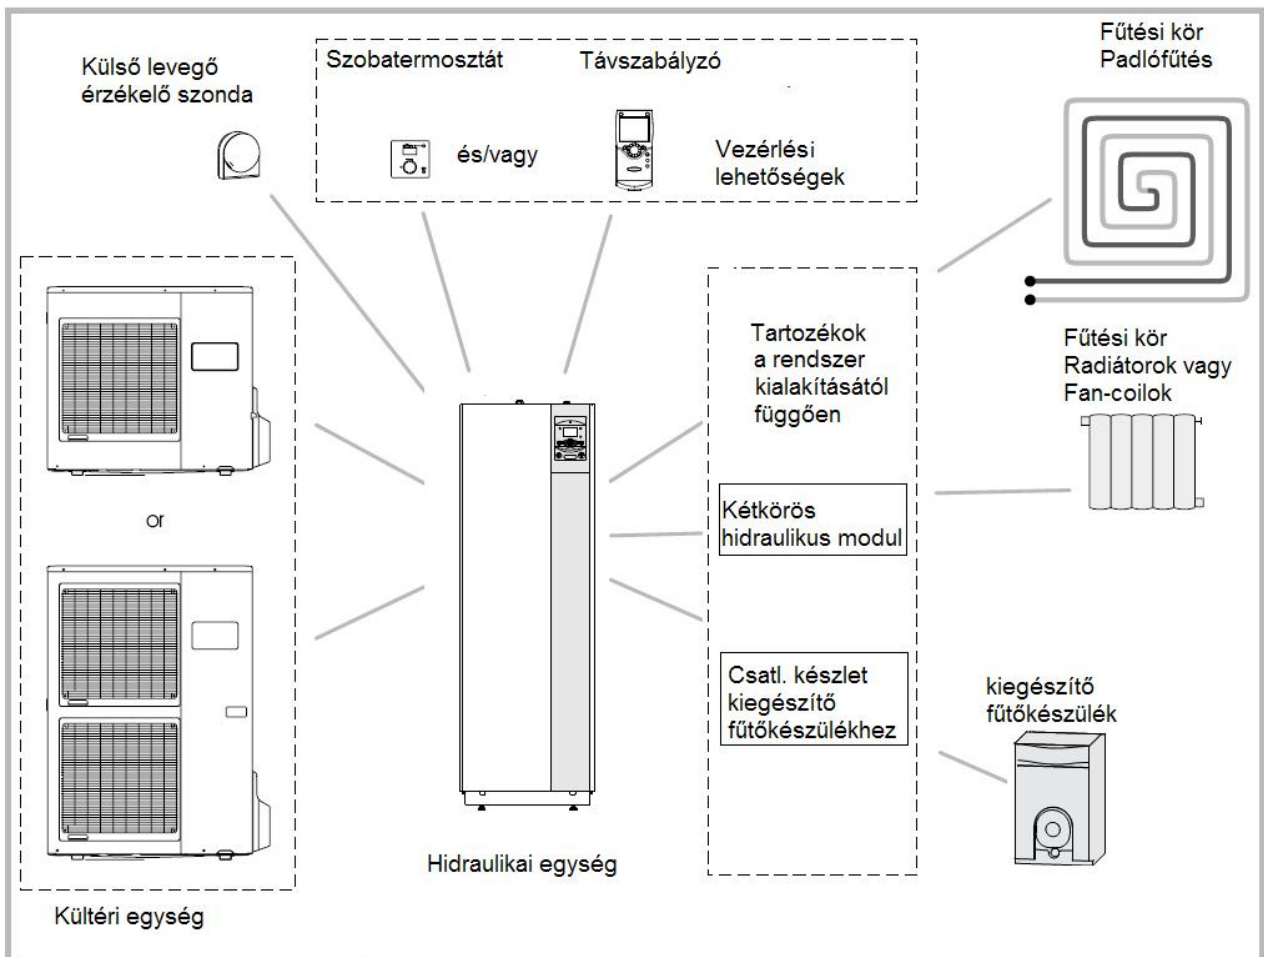 Külső levegő
érzékelő szonda
Szobatermosztát
Távszabályzó
és/vagy
Vezérlési
lehetőségek
Fűtési kör
Padlófűtés
Tartozékok
a rendszer
kialakításától
függően
Fűtési kör
Radiátorok vagy
Fan-coilok
or
Kétkörös
hidraulikus modul
Csatl. készlet
kiegészítő
fűtőkészülékhez
kiegészítő
fűtőkészülék
Hidraulikai egység
Kültéri egység